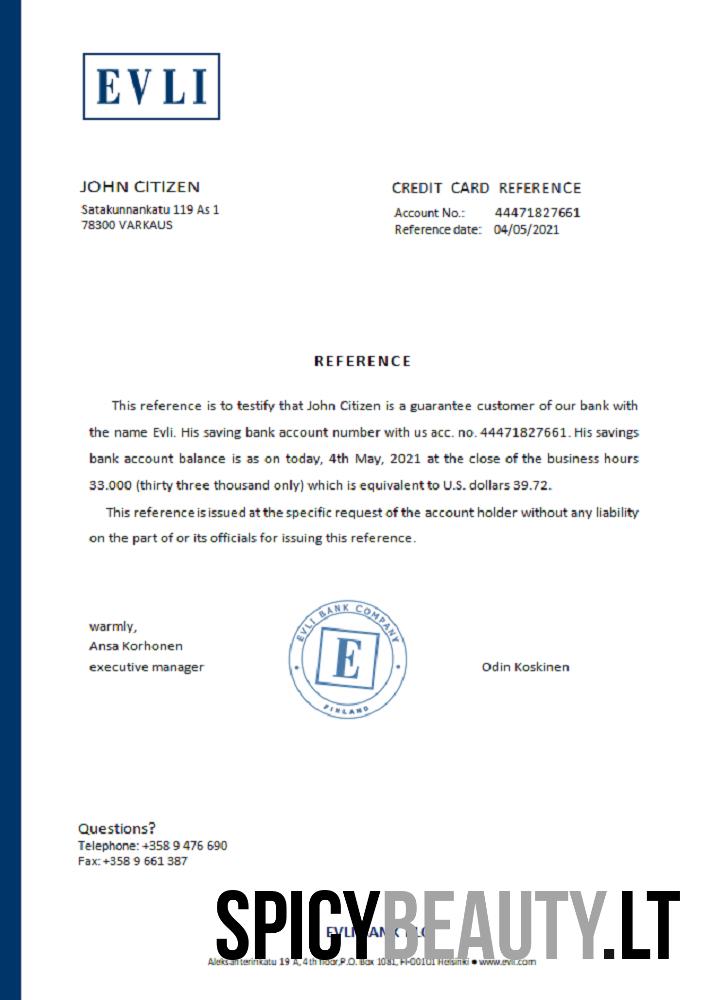 EVLI
JOHN CITIZEN
Satakunnankatu 119 As 1
78300 VARKAUS
CREDIT CARD REFERENCE
Account No.: 44471827661
Reference date: 04/05/2021
REFERENCE
This reference is to testify that John Citizen is a guarantee customer of our bank with
the name Evli. His saving bank account number with us acc. no. 44471827661. His savings
bank account balance is as on today, 4th May, 2021 at the close of the business hours
33.000 (thirty three thousand only) which is equivalent to U.S. dollars 39.72.
This reference is issued at the specific request of the account holder without any liability
on the part of or its officials for issuing this reference.
warmly,
Ansa Korhonen
executive manager
EVLI BANK COMPANY
E
FINLAND
Odin Koskinen
Questions?
Telephone: +358 9 476 690
Fax: +358 9 661 387
SPICYBEAUTY.LT
19 A, 4th floor, P.O. Box 1081, FI-00101 Helsinki ● www.evli.com